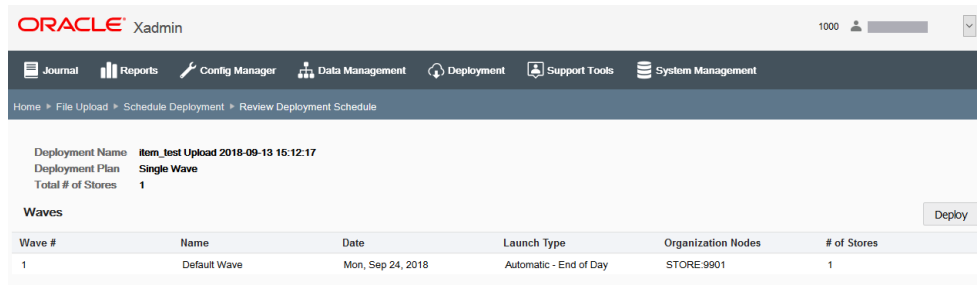 ORACLE Xadmin 1000
Journal Reports Config Manager Data Management Deployment Support Tools System Management
Home File Upload Schedule Deployment Review Deployment Schedule
Deployment Name item_test Upload 2018-09-13 15:12:17
Deployment Plan Single Wave
Total # of Stores 1
Waves Deploy
Wave # Name Date Launch Type Organization Nodes # of Stores
1 Default Wave Mon, Sep 24, 2018 Automatic - End of Day STORE:9901 1